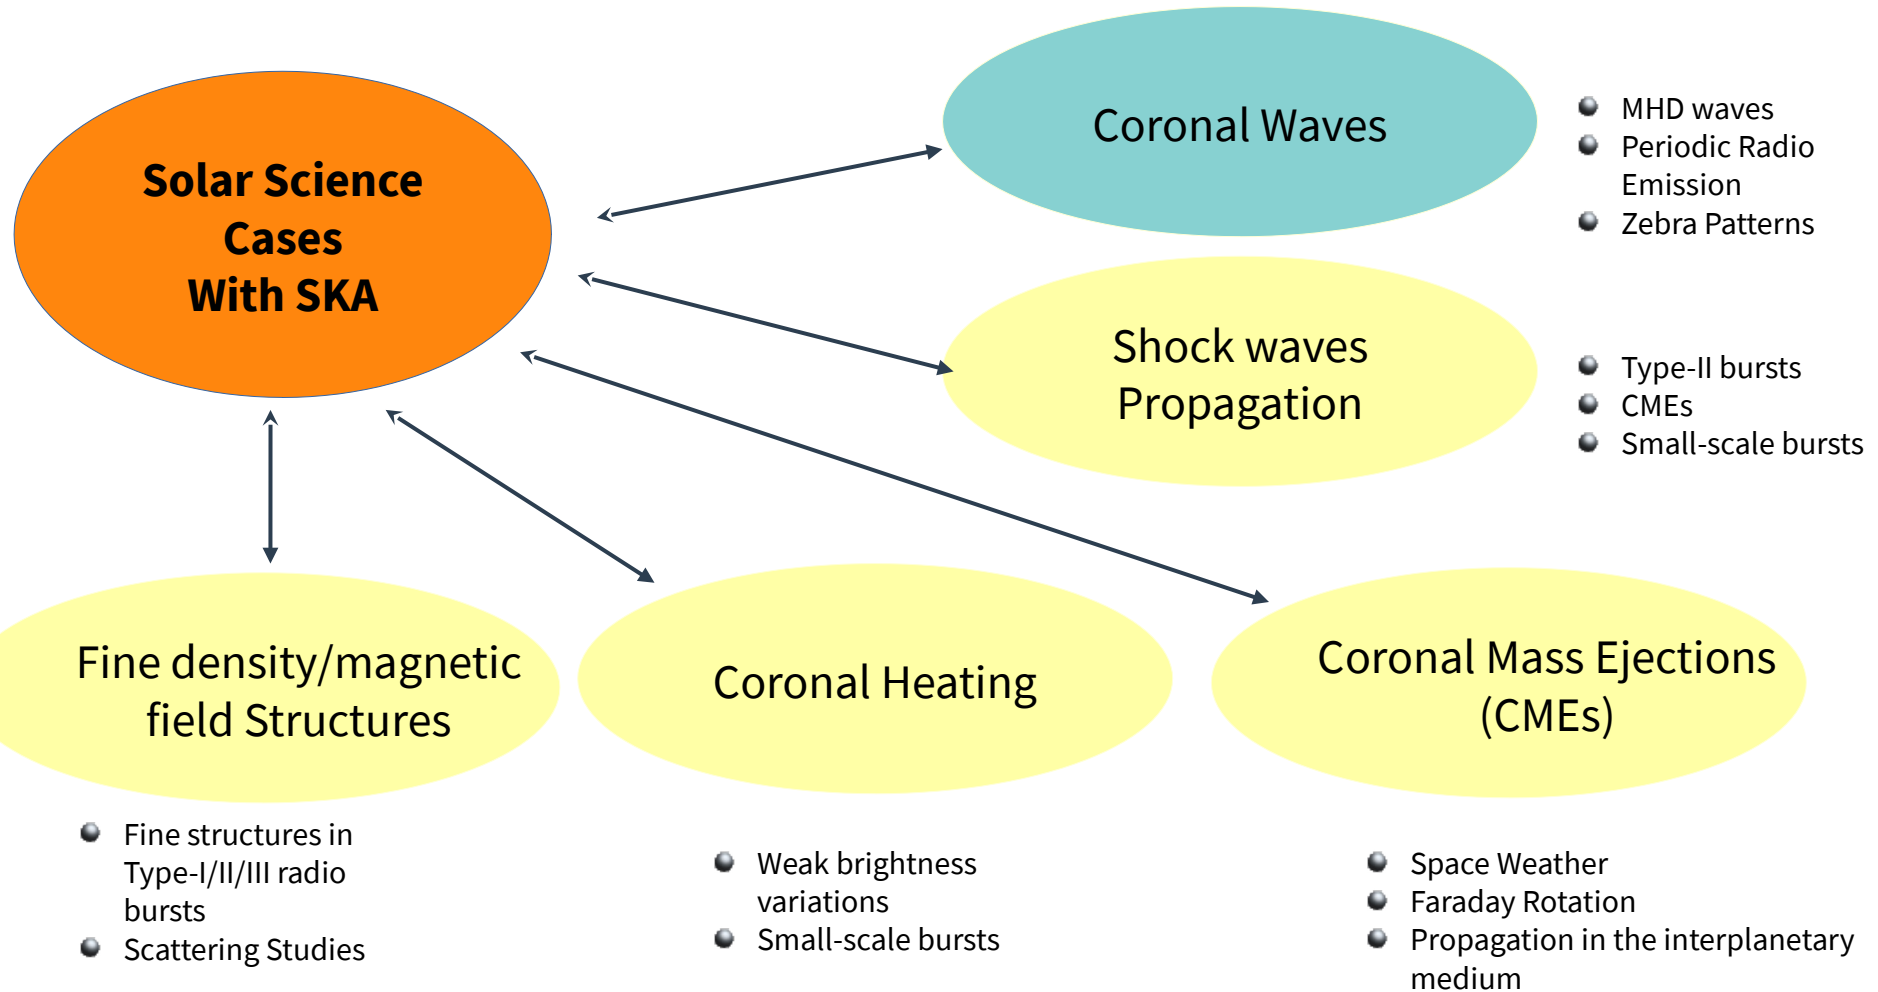 Solar Science
Cases
With SKA
Coronal Waves
MHD waves
Periodic Radio
Emission
Zebra Patterns
Shock waves
Propagation
Type-II bursts
CMEs
Small-scale bursts
Fine density/magnetic
field Structures
Fine structures in
Type-I/II/III radio
bursts
Scattering Studies
Coronal Heating
Weak brightness
variations
Small-scale bursts
Coronal Mass Ejections
(CMEs)
Space Weather
Faraday Rotation
Propagation in the interplanetary
medium